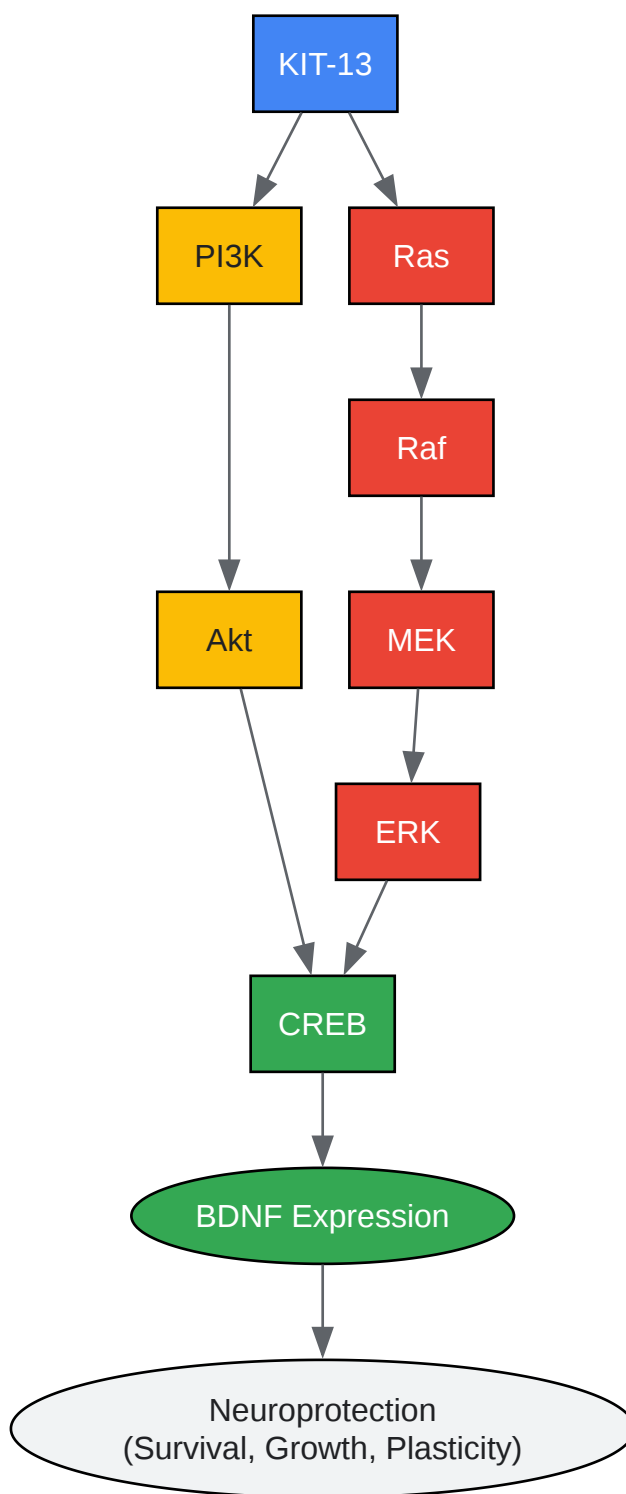 KIT-13
PI3K
Ras
Raf
Akt
MEK
ERK
CREB
BDNF Expression
Neuroprotection
(Survival, Growth, Plasticity)